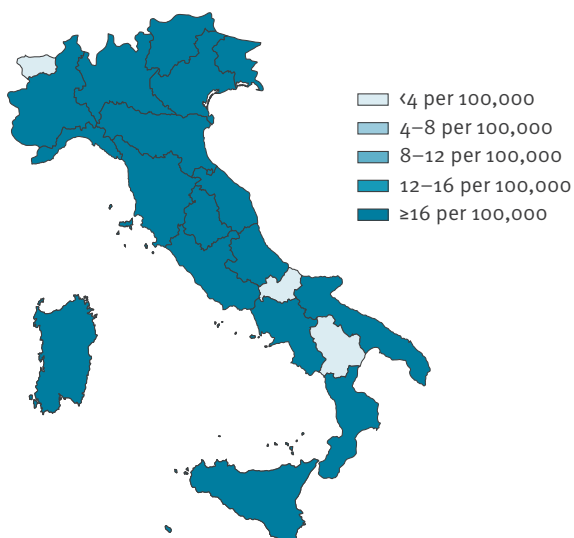 <4 per 100,000
4–8 per 100,000
8–12 per 100,000
12–16 per 100,000
≥16 per 100,000